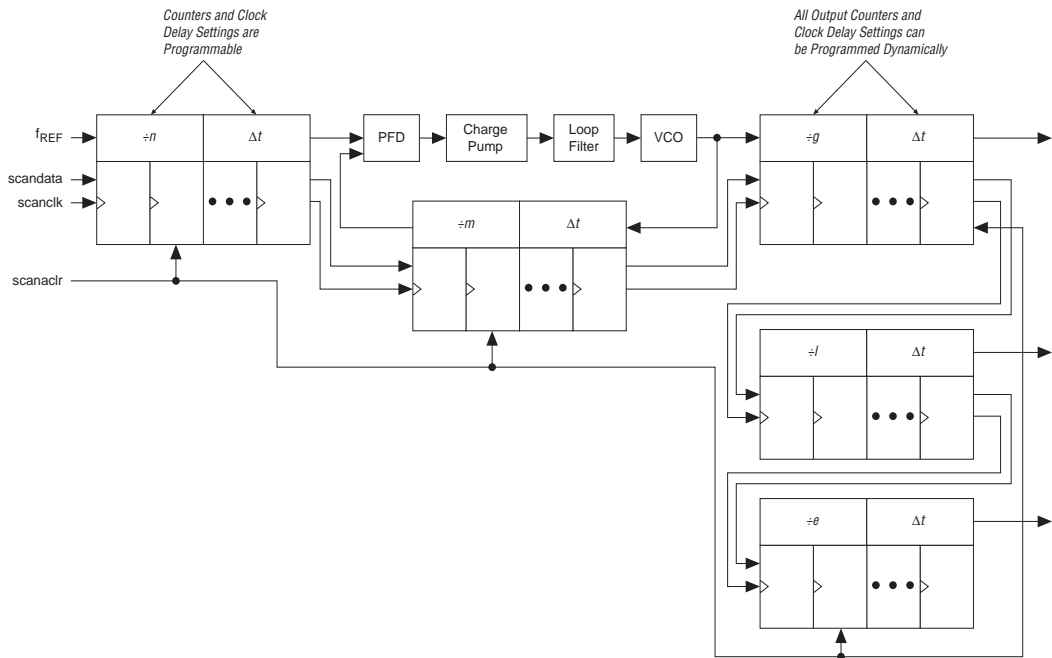 Counters and Clock
Delay Settings are
Programmable
All Output Counters and
Clock Delay Settings can
be Programmed Dynamically
fREF
÷n
Δt
PFD
Charge
Pump
Loop
Filter
VCO
÷g
Δt
scandata
scanclk
÷m
Δt
scanaclr
÷l
Δt
÷e
Δt